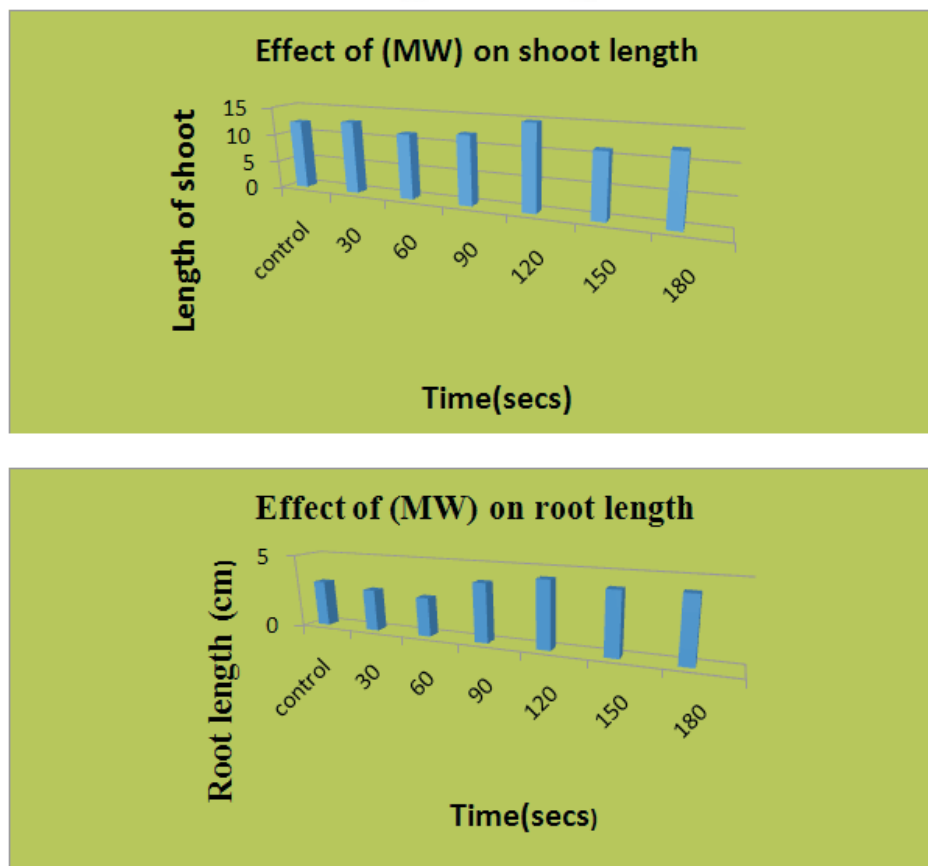 Effect of (MW) on shoot length
Length of shoot
15
10
5
0
control
30
60
90
120
150
180
Time(secs)
Effect of (MW) on root length
Root length (cm)
5
0
0
control
30
60
90
120
150
180
Time(secs)